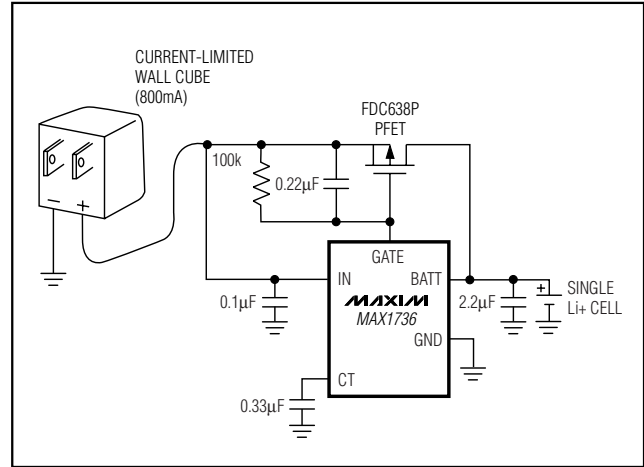 CURRENT-LIMITED
WALL CUBE
(800mA)
FDC638P
PFET
100k
0.22µF
GATE
IN
BATT
0.1µF
MAXIM
MAX1736
2.2µF
+
SINGLE
Li+ CELL
GND
CT
0.33µF
− +